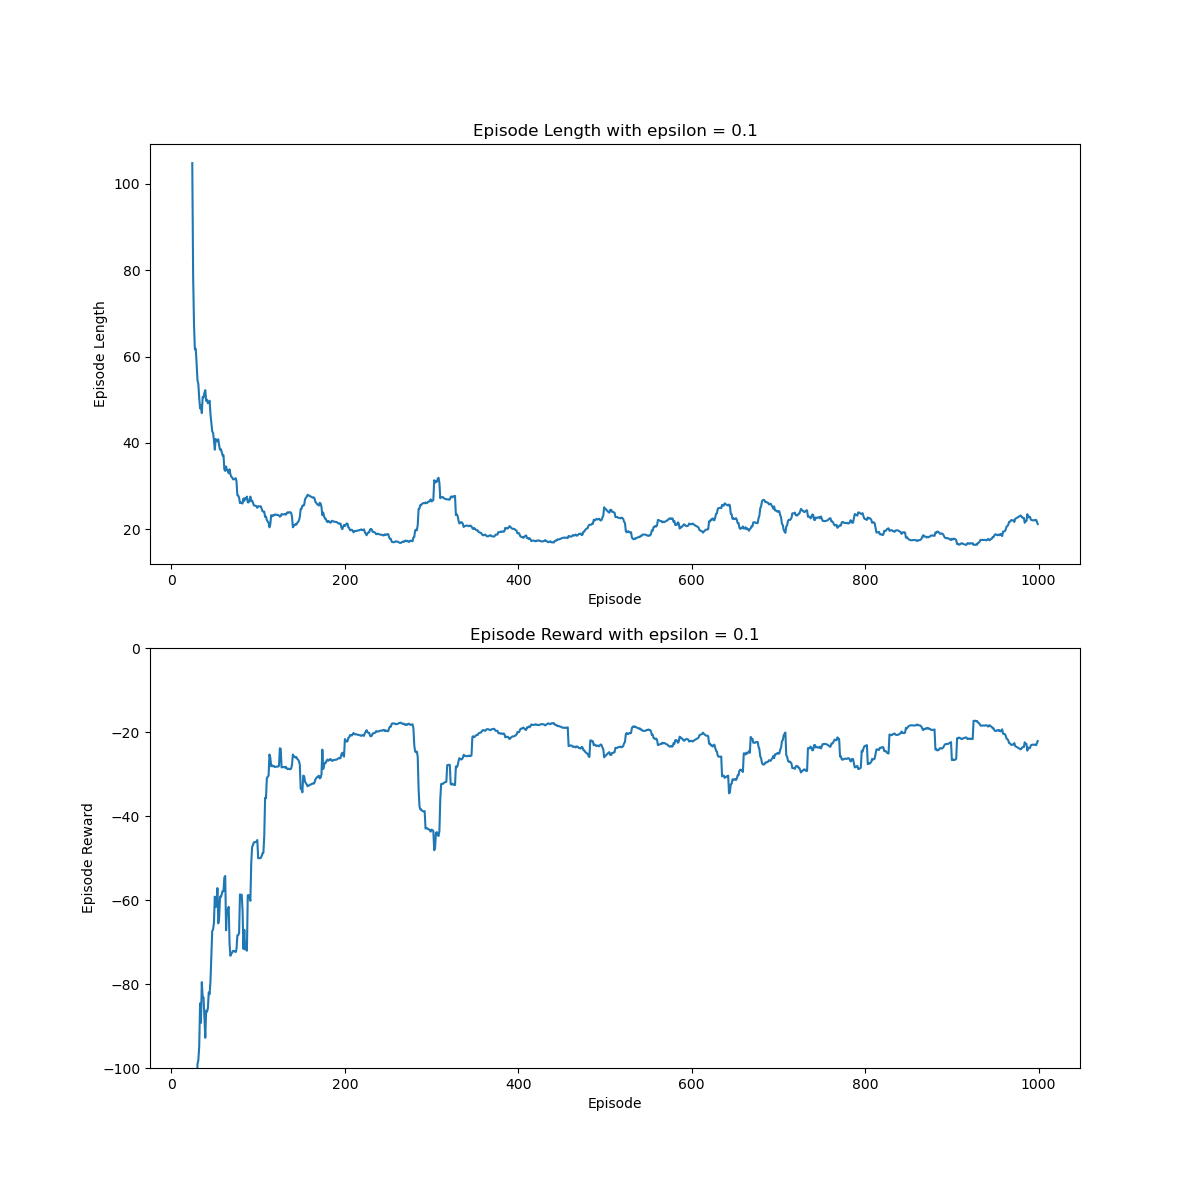 Episode Length with epsilon = 0.1
100
80
60
40
20
Episode Length
0 200 400 600 800 1000
Episode
Episode Reward with epsilon = 0.1
0
−20
−40
−60
−80
−100
Episode Reward
0 200 400 600 800 1000
Episode